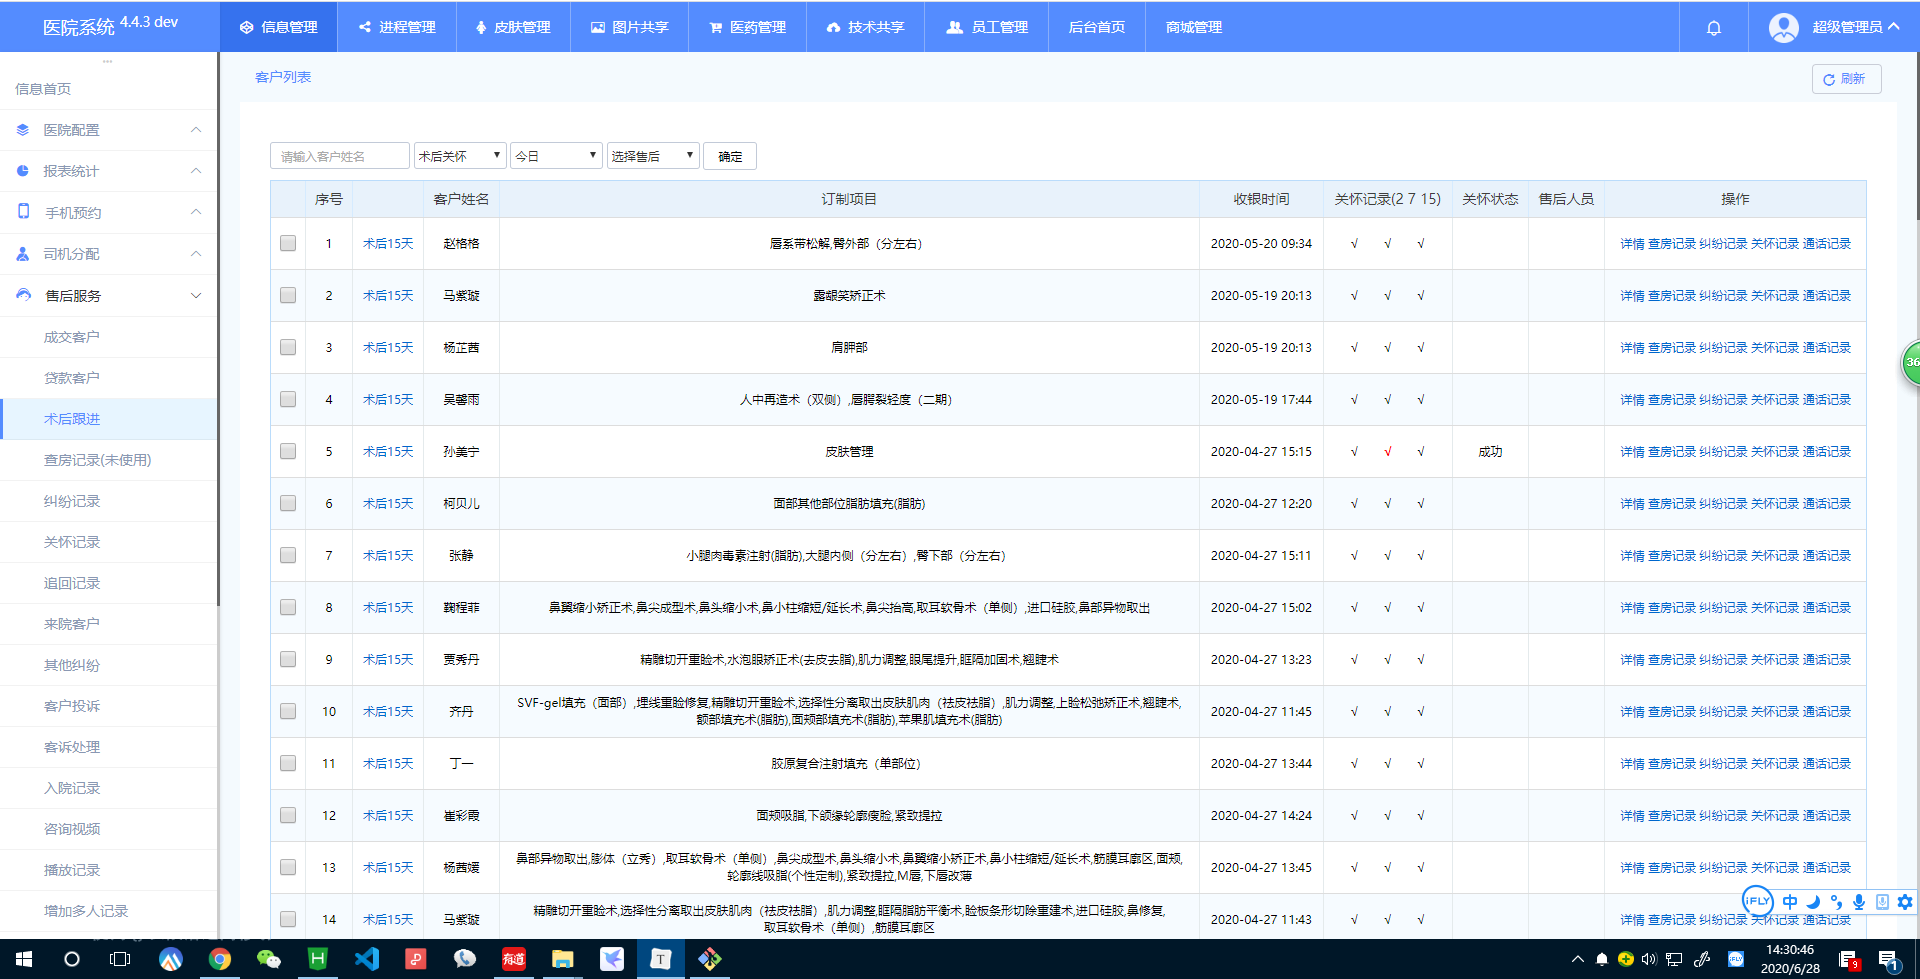 医院系统 4.4.3 dev
信息管理
进程管理
皮肤管理
图片共享
医药管理
技术共享
员工管理
后台首页
商城管理
超级管理员
信息首页
医院配置
报表统计
手机预约
司机分配
售后服务
成交客户
贷款客户
术后跟进
查房记录(未使用)
纠纷记录
关怀记录
追回记录
来院客户
其他纠纷
客户投诉
客诉处理
入院记录
咨询视频
播放记录
增加多人记录
客户列表
刷新
请输入客户姓名 术后关怀 今日 选择售后 确定
序号 客户姓名 订制项目 收银时间 关怀记录(2 7 15) 关怀状态 售后人员 操作
1 术后15天 赵格格 唇系带松解,臀外部（分左右） 2020-05-20 09:34 √ √ √ 详情 查房记录 纠纷记录 关怀记录 通话记录
2 术后15天 马紫璇 露龈笑矫正术 2020-05-19 20:13 √ √ √ 详情 查房记录 纠纷记录 关怀记录 通话记录
3 术后15天 杨芷茜 肩胛部 2020-05-19 20:13 √ √ √ 详情 查房记录 纠纷记录 关怀记录 通话记录
4 术后15天 吴馨雨 人中再造术（双侧）,唇腭裂轻度（二期） 2020-05-19 17:44 √ √ √ 详情 查房记录 纠纷记录 关怀记录 通话记录
5 术后15天 孙美宁 皮肤管理 2020-04-27 15:15 √ √ √ 成功 详情 查房记录 纠纷记录 关怀记录 通话记录
6 术后15天 柯贝儿 面部其他部位脂肪填充(脂肪) 2020-04-27 12:20 √ √ √ 详情 查房记录 纠纷记录 关怀记录 通话记录
7 术后15天 张静 小腿肉毒素注射(脂肪),大腿内侧（分左右）,臀下部（分左右） 2020-04-27 15:11 √ √ √ 详情 查房记录 纠纷记录 关怀记录 通话记录
8 术后15天 鞠程菲 鼻翼缩小矫正术,鼻尖成型术,鼻头缩小术,鼻小柱缩短/延长术,鼻尖抬高,取耳软骨术（单侧）,进口硅胶,鼻部异物取出 2020-04-27 15:02 √ √ √ 详情 查房记录 纠纷记录 关怀记录 通话记录
9 术后15天 贾秀丹 精雕切开重睑术,水泡眼矫正术(去皮去脂),肌力调整,眼尾提升,眶隔加固术,翘睫术 2020-04-27 13:23 √ √ √ 详情 查房记录 纠纷记录 关怀记录 通话记录
10 术后15天 齐丹 SVF-gel填充（面部）,埋线重睑修复,精雕切开重睑术,选择性分离取出皮肤肌肉（祛皮祛脂）,肌力调整,上睑松弛矫正术,翘睫术,
额部填充术(脂肪),面颊部填充术(脂肪),苹果肌填充术(脂肪) 2020-04-27 11:45 √ √ √ 详情 查房记录 纠纷记录 关怀记录 通话记录
11 术后15天 丁一 胶原复合注射填充（单部位） 2020-04-27 13:44 √ √ √ 详情 查房记录 纠纷记录 关怀记录 通话记录
12 术后15天 崔彩霞 面颊吸脂,下颌缘轮廓瘦脸,紧致提拉 2020-04-27 14:24 √ √ √ 详情 查房记录 纠纷记录 关怀记录 通话记录
13 术后15天 杨茜媛 鼻部异物取出,膨体（立秀）,取耳软骨术（单侧）,鼻尖成型术,鼻头缩小术,鼻翼缩小矫正术,鼻小柱缩短/延长术,筋膜耳廓区,面颊,
轮廓线吸脂(个性定制),紧致提拉,M唇,下唇改薄 2020-04-27 13:45 √ √ √ 详情 查房记录 纠纷记录 关怀记录 通话记录
14 术后15天 马紫璇 精雕切开重睑术,选择性分离取出皮肤肌肉（祛皮祛脂）,肌力调整,眶隔脂肪平衡术,睑板条形切除重建术,进口硅胶,鼻修复,
取耳软骨术（单侧）,筋膜耳廓区 2020-04-27 11:43 √ √ √ 详情 查房记录 纠纷记录 关怀记录 通话记录
36
iFLY 中
有道
14:30:46
2020/6/28
9
1